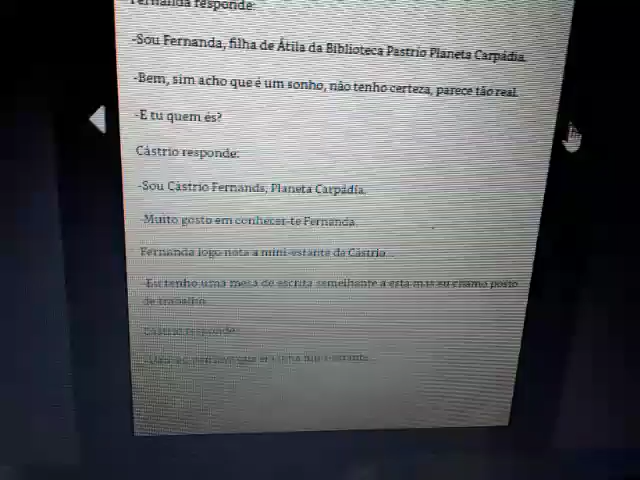 Fernanda responde:
-Sou Fernanda, filha de Átila da Biblioteca Pastrio Planeta Carpádia.
-Bem, sim acho que é um sonho, não tenho certeza, parece tão real.
-E tu quem és?
Cástrio responde:
-Sou Cástrio Fernanda, Planeta Carpádia.
-Muito gosto em conhecer-te Fernanda.
Fernanda logo nota a mini-estante da Cástrio...
-Eu tenho uma mesa de escrita semelhante a esta mas eu chamo posto
de trabalho.
Cástrio responde: